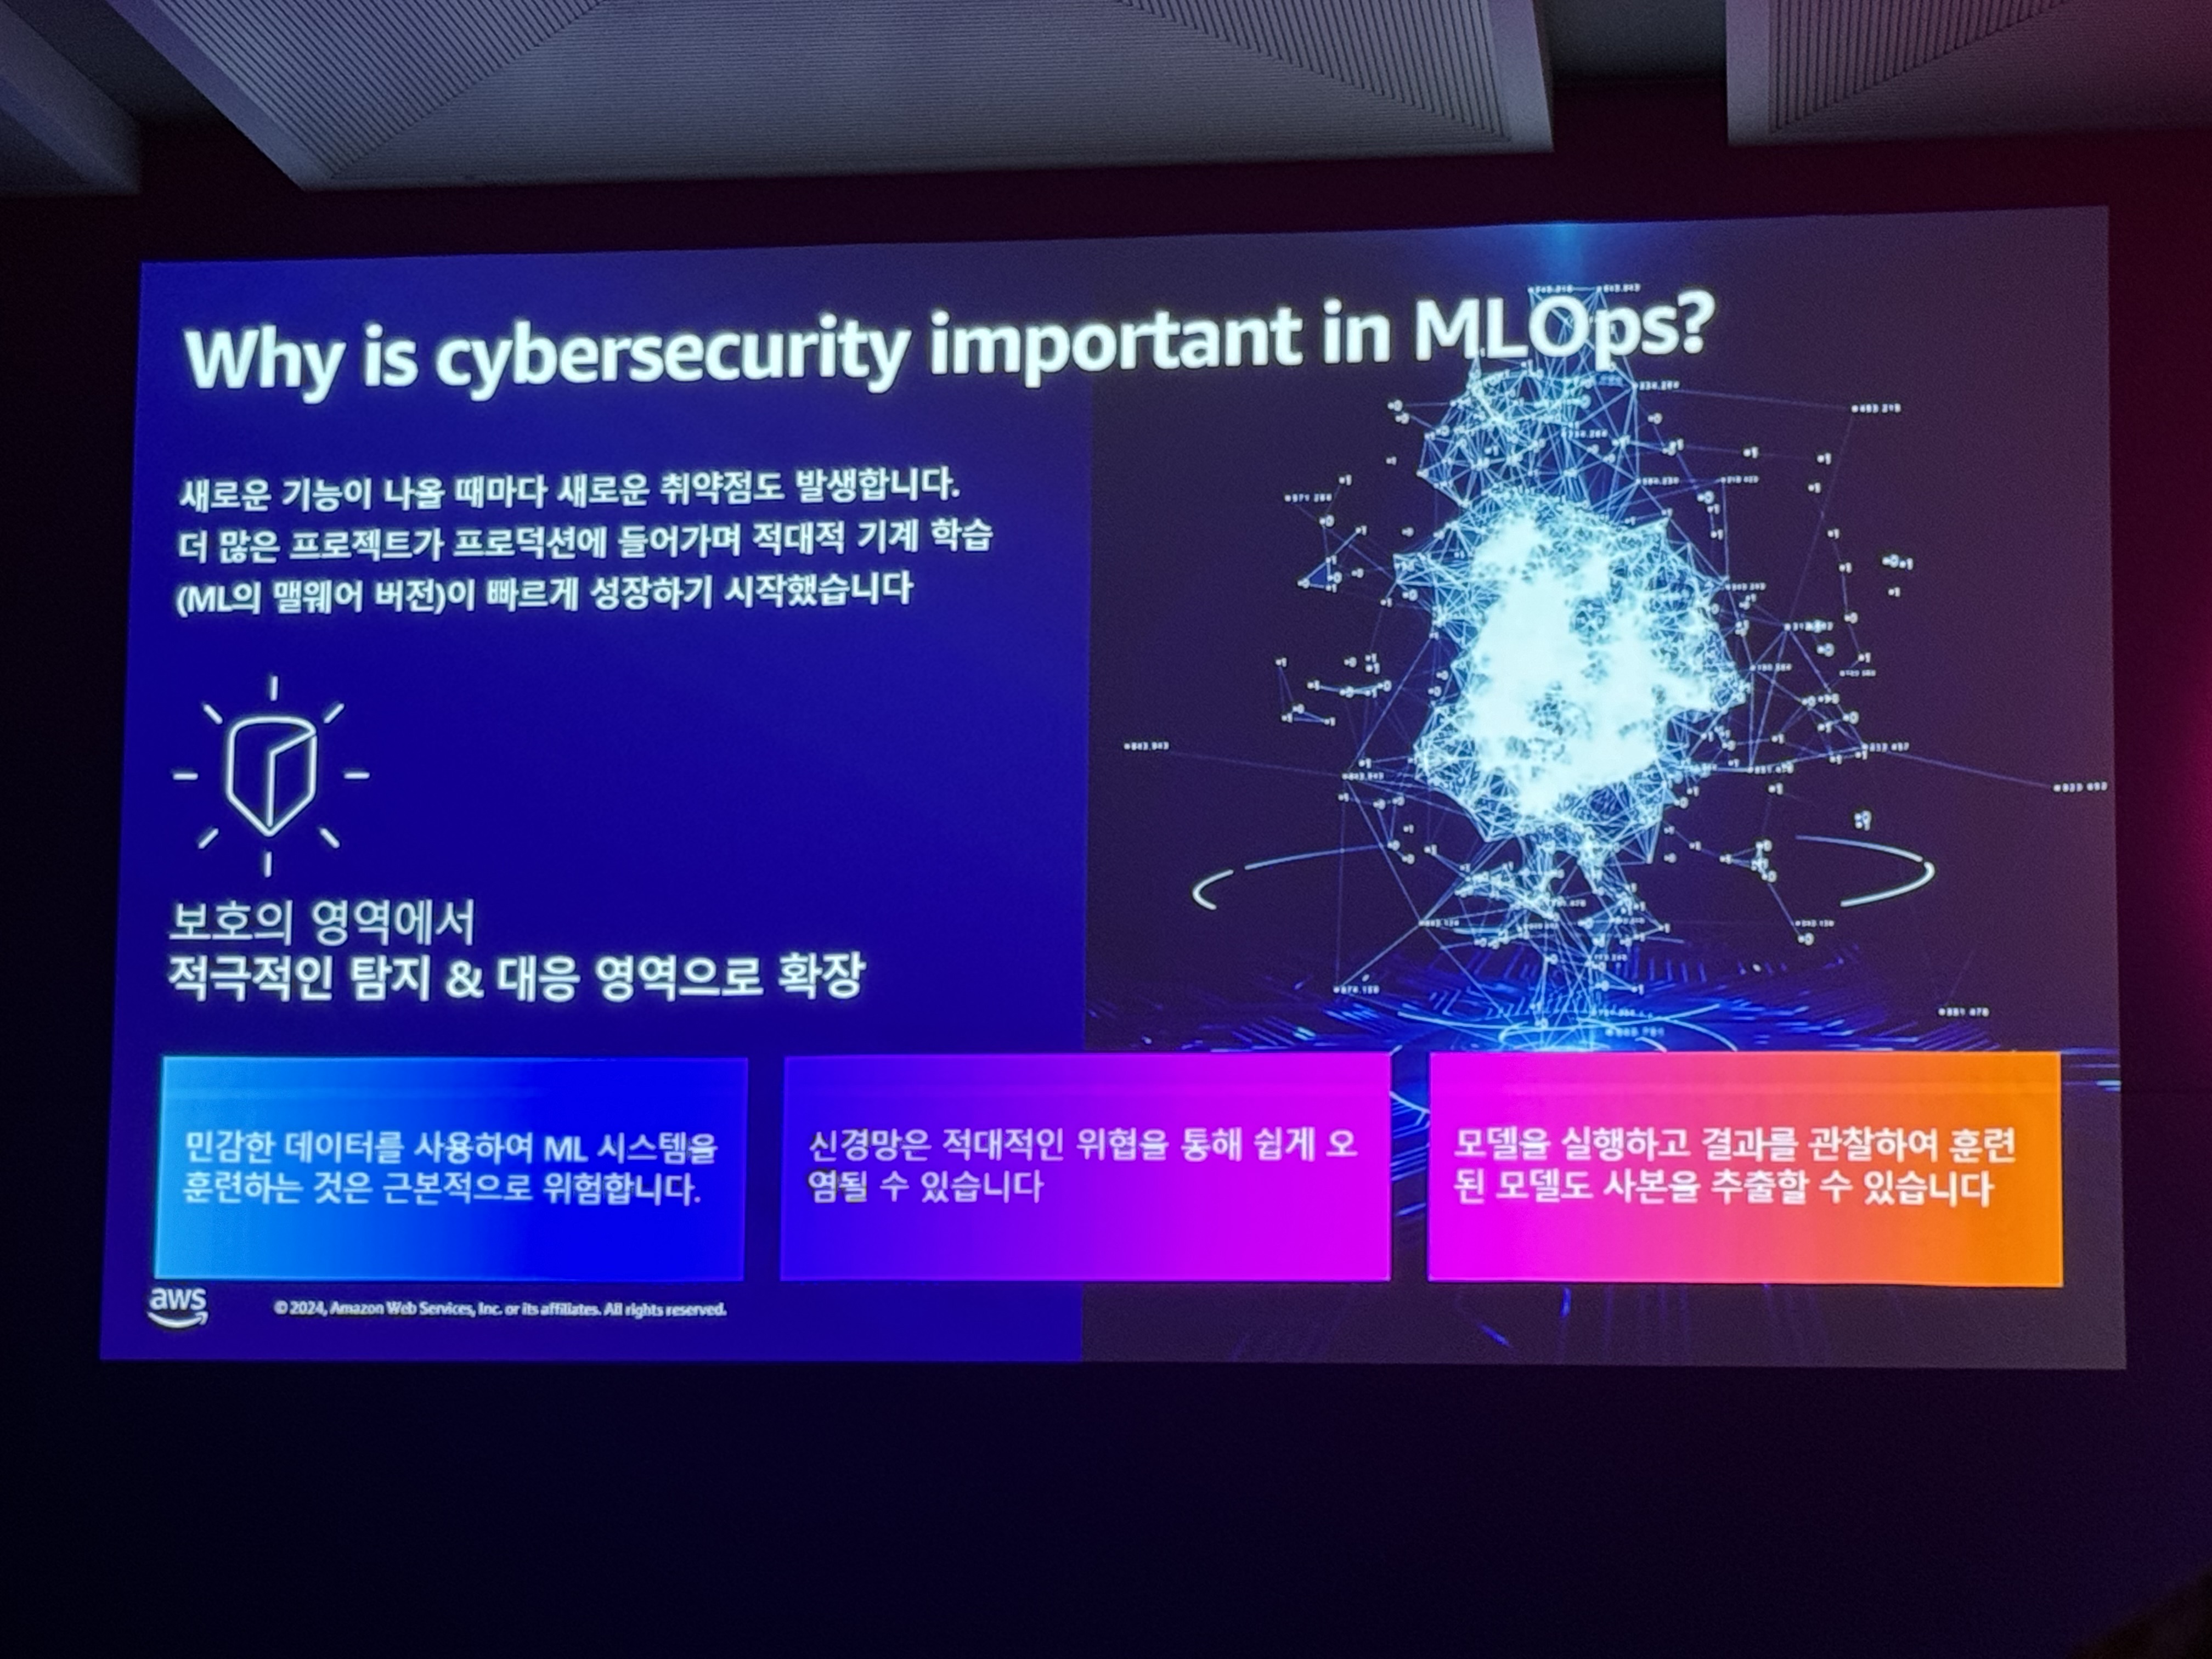 Why is cybersecurity important in MLOps?
새로운 기능이 나올 때마다 새로운 취약점도 발생합니다.
더 많은 프로젝트가 프로덕션에 들어가며 적대적 기계 학습
(ML의 맬웨어 버전)이 빠르게 성장하기 시작했습니다
보호의 영역에서
적극적인 탐지 & 대응 영역으로 확장
민감한 데이터를 사용하여 ML 시스템을
훈련하는 것은 근본적으로 위험합니다.
신경망은 적대적인 위협을 통해 쉽게 오
염될 수 있습니다
모델을 실행하고 결과를 관찰하여 훈련
된 모델도 사본을 추출할 수 있습니다
aws
© 2024, Amazon Web Services, Inc. or its affiliates. All rights reserved.